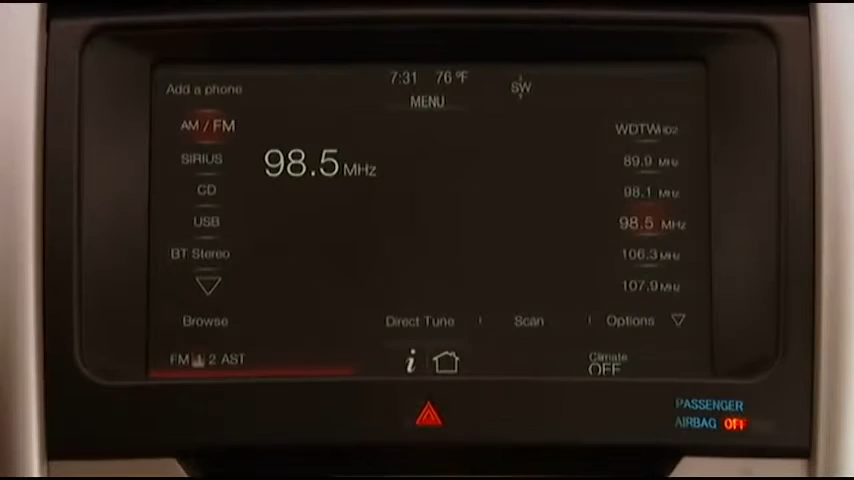 Add a phone
7:31 76 °F
SW
MENU
AM / FM
SIRIUS
CD
USB
BT Stereo
98.5 MHz
WDTW HD2
89.9 MHz
98.1 MHz
98.5 MHz
106.3 MHz
107.9 MHz
Browse
Direct Tune
Scan
Options
FM 2 AST
i
Climate
OFF
PASSENGER
AIRBAG OFF